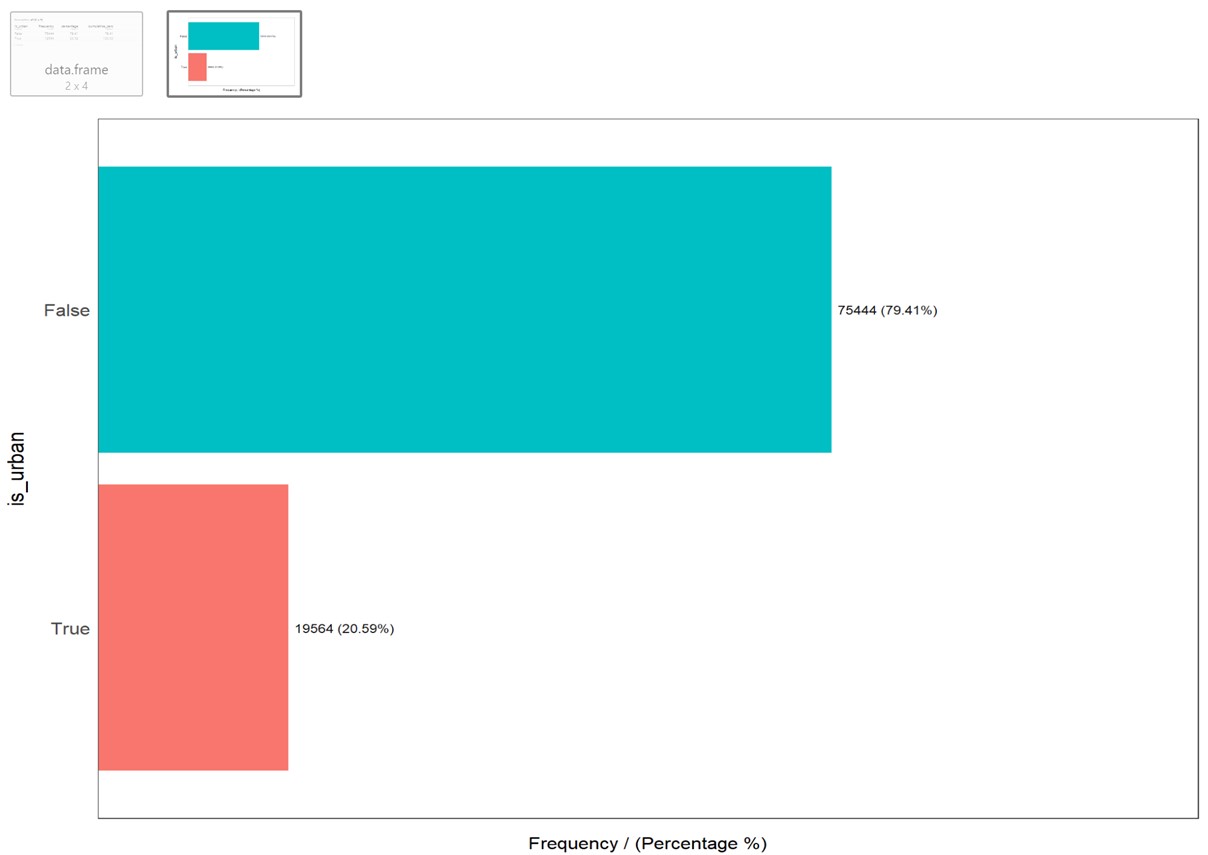 data.frame
2 x 4
False
75444 (79.41%)
is_urban
True
19564 (20.59%)
Frequency / (Percentage %)